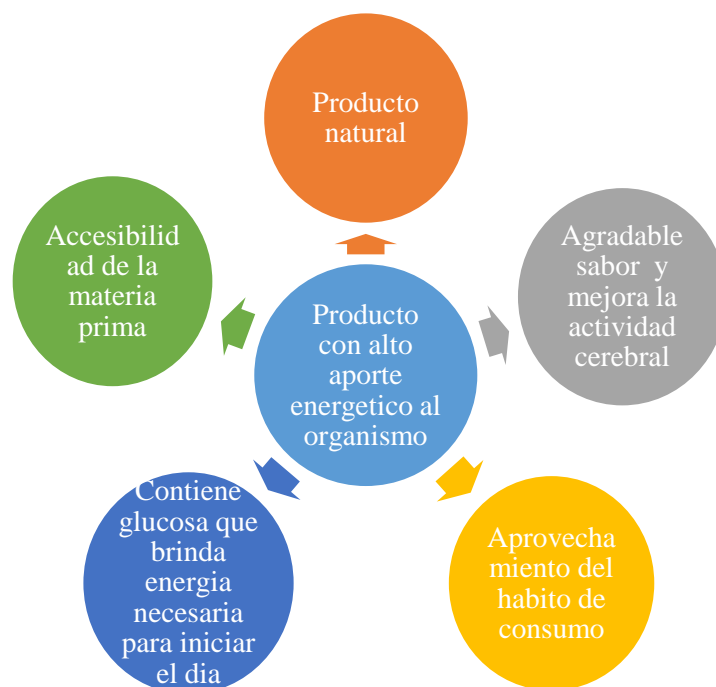 Producto
natural
Accesibilid
ad de la
materia
prima
Agradable
sabor y
mejora la
actividad
cerebral
Producto
con alto
aporte
energetico al
organismo
Contiene
glucosa que
brinda
energia
necesaria
para iniciar
el dia
Aprovecha
miento del
habito de
consumo